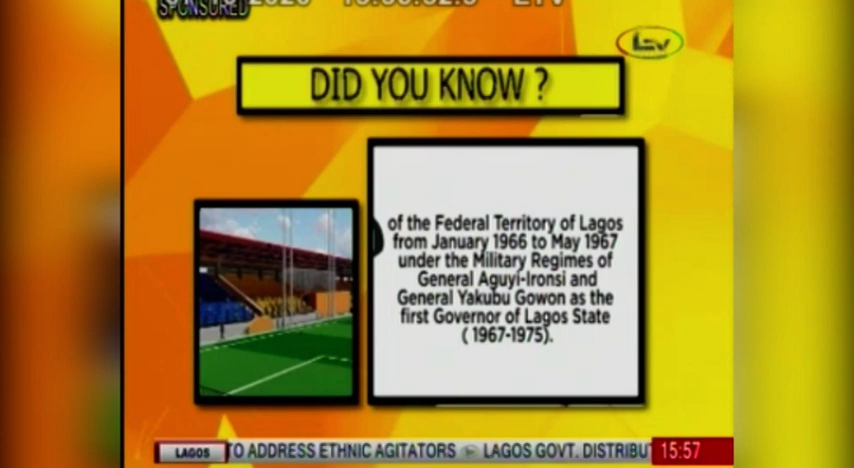 SPONSORED
LTV
DID YOU KNOW ?
of the Federal Territory of Lagos
from January 1966 to May 1967
under the Military Regimes of
General Aguyi-Ironsi and
General Yakubu Gowon as the
first Governor of Lagos State
( 1967-1975).
LAGOS TO ADDRESS ETHNIC AGITATORS LAGOS GOVT. DISTRIBU 15:57